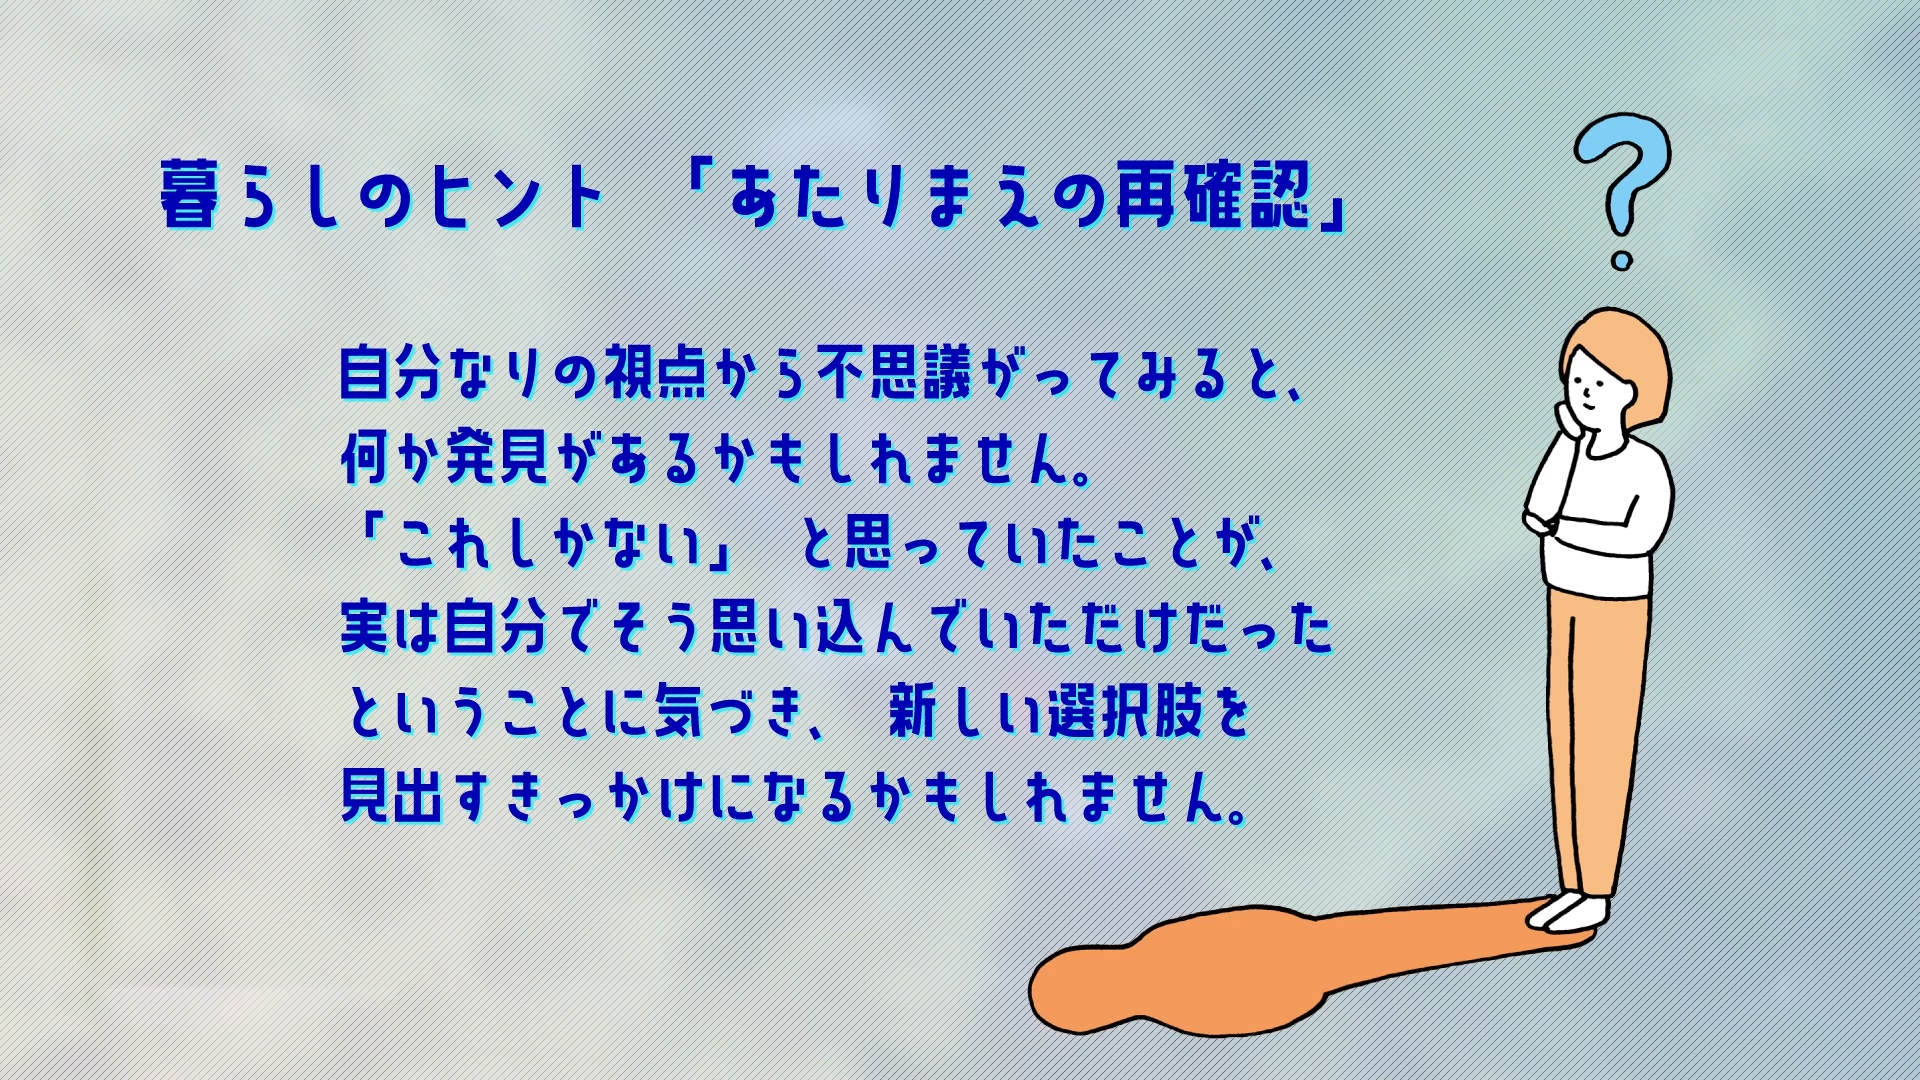 暮らしのヒント 「あたりまえの再確認」
自分なりの視点から不思議がってみると、
何か発見があるかもしれません。
「これしかない」 と思っていたことが、
実は自分でそう思い込んでいただけだった
ということに気づき、 新しい選択肢を
見出すきっかけになるかもしれません。
?